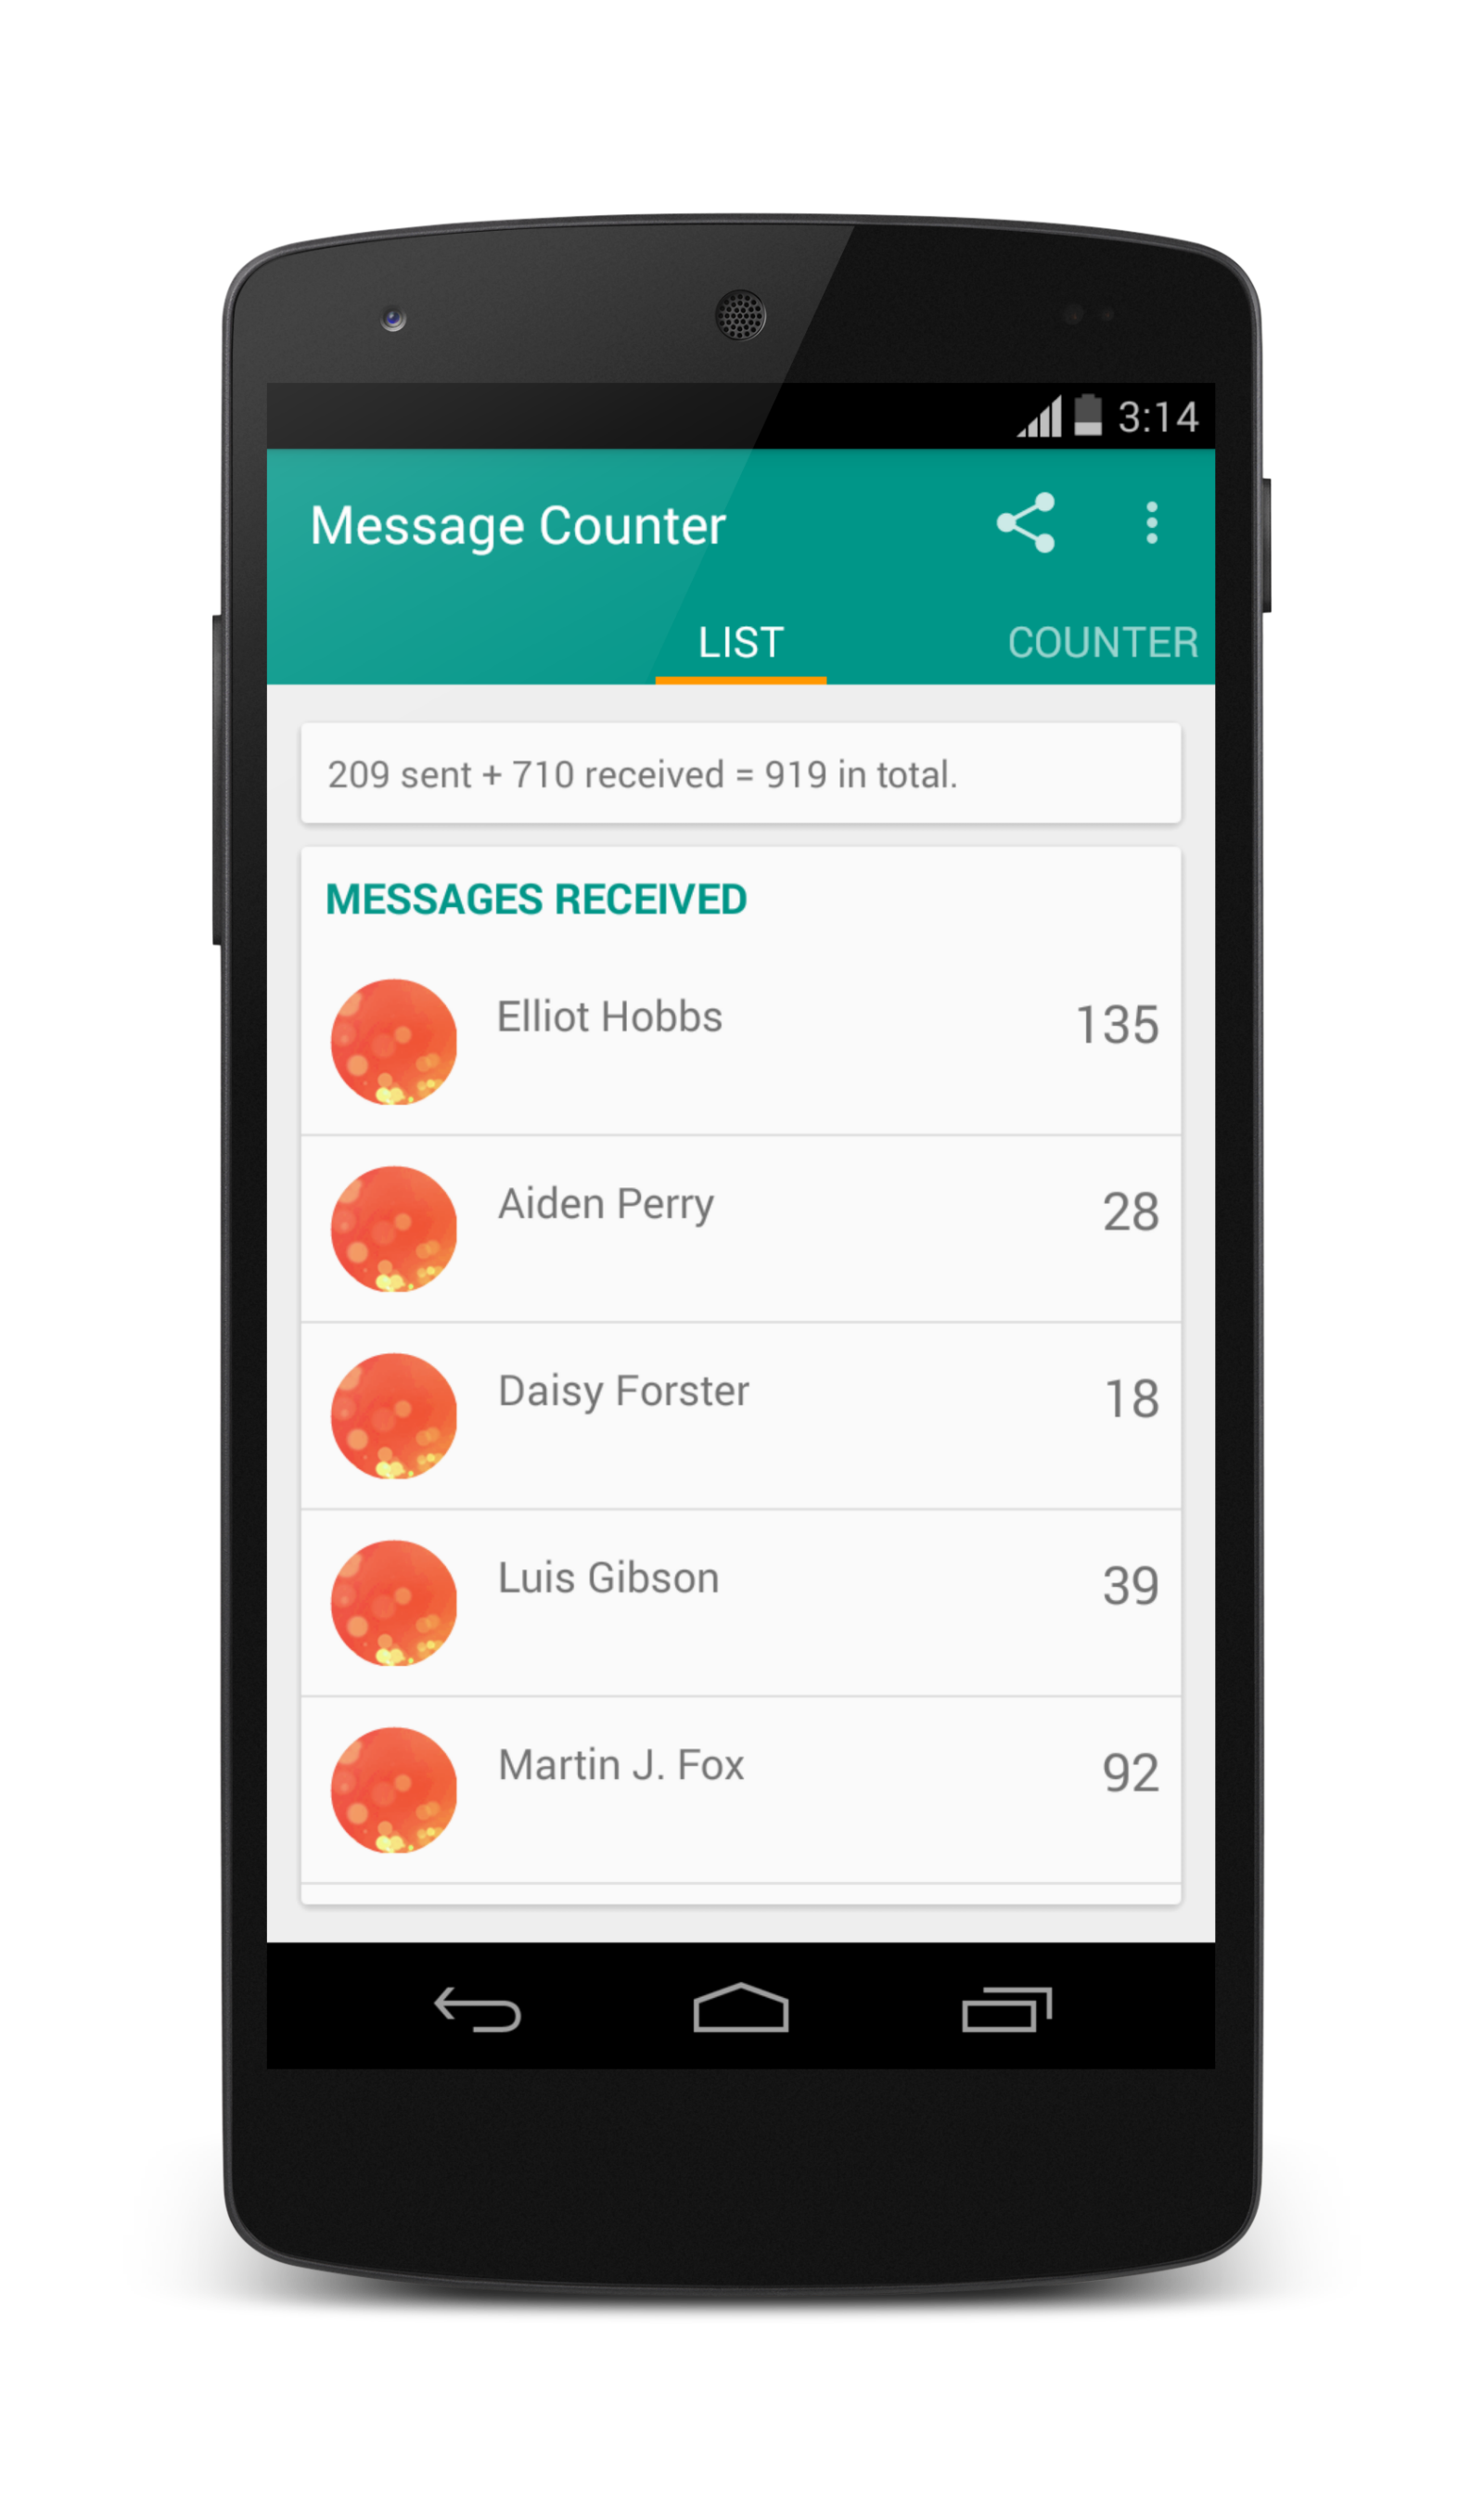 3:14
Message Counter
LIST COUNTER
209 sent + 710 received = 919 in total.
MESSAGES RECEIVED
Elliot Hobbs 135
Aiden Perry 28
Daisy Forster 18
Luis Gibson 39
Martin J. Fox 92